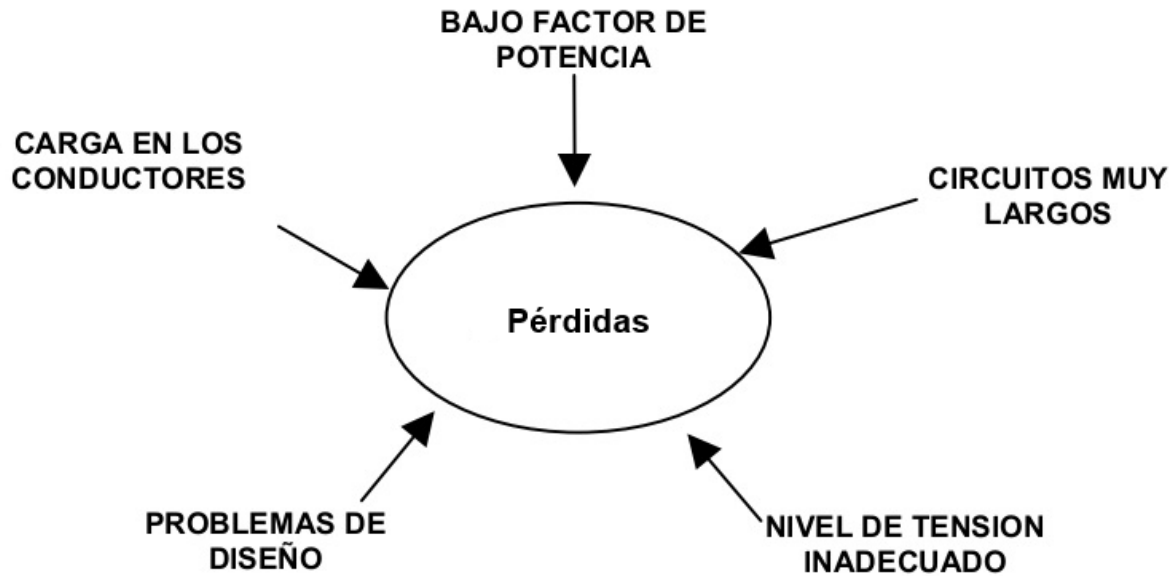 BAJO FACTOR DE
POTENCIA
CARGA EN LOS
CONDUCTORES
CIRCUITOS MUY
LARGOS
Pérdidas
PROBLEMAS DE
DISEÑO
NIVEL DE TENSION
INADECUADO